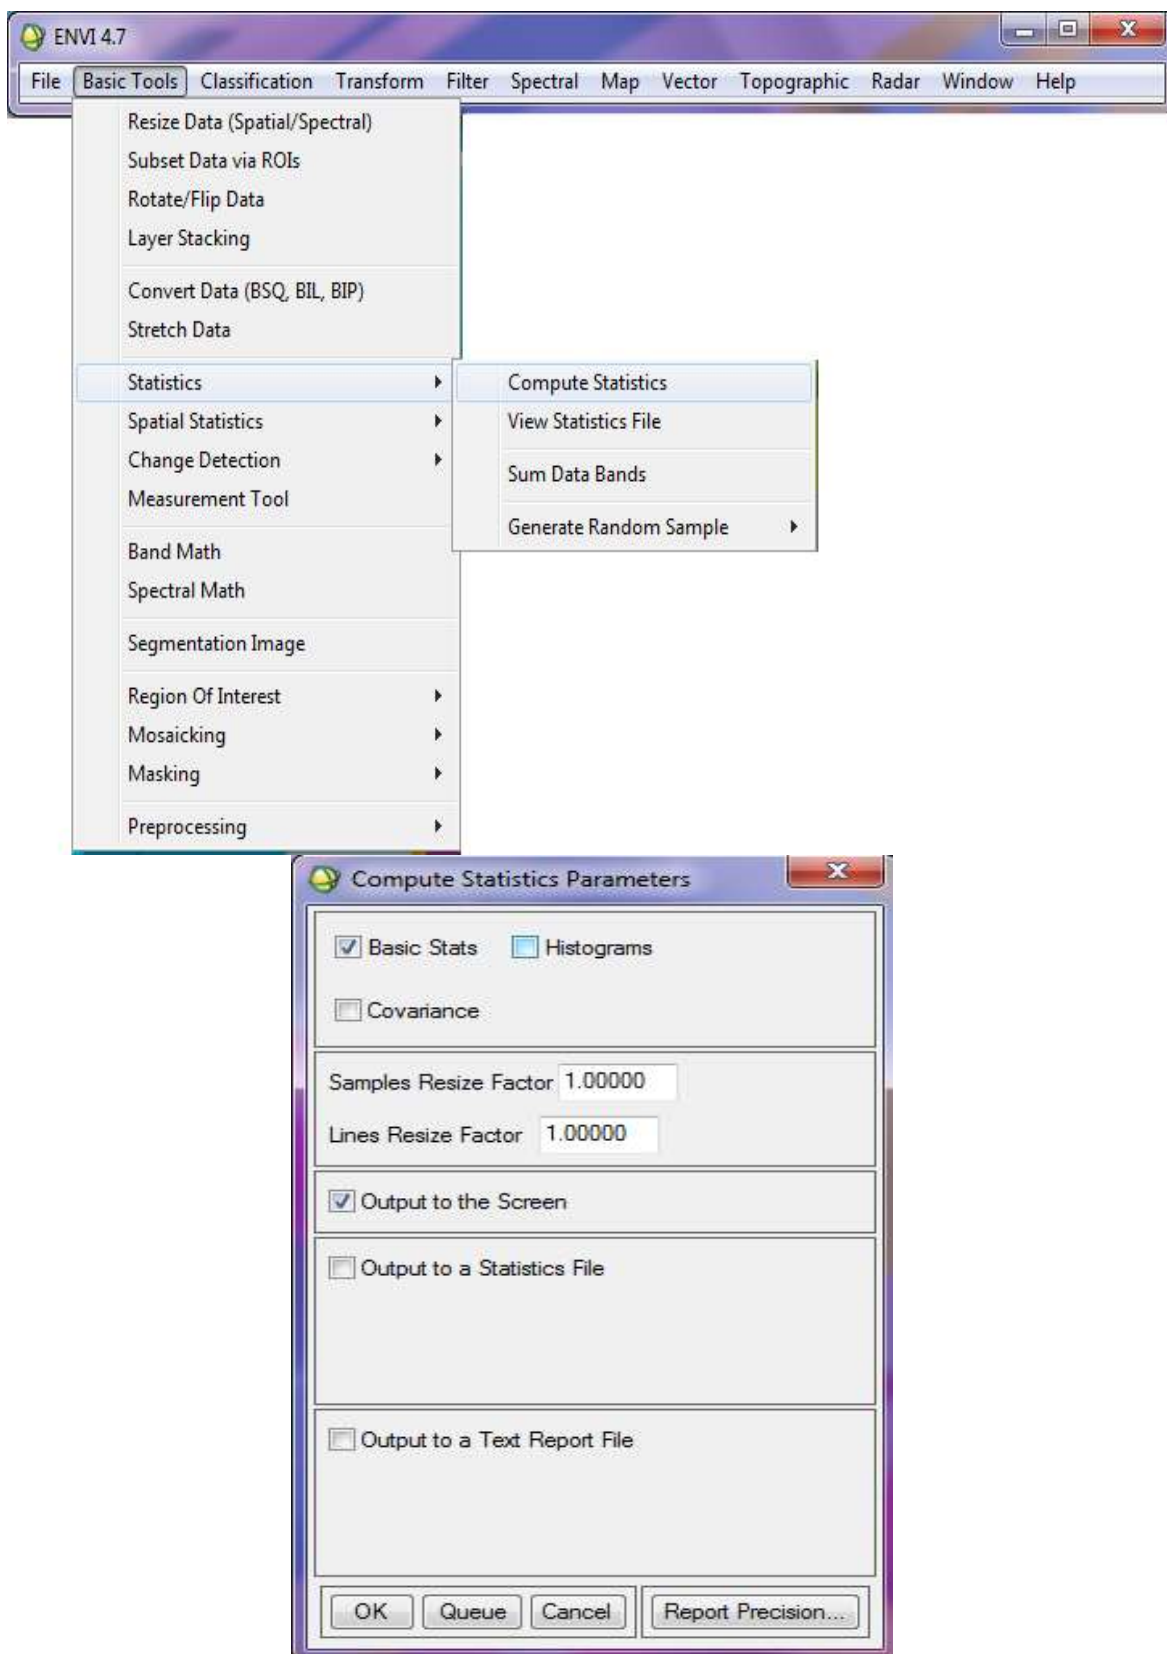 ENVI 4.7
File Basic Tools Classification Transform Filter Spectral Map Vector Topographic Radar Window Help
Resize Data (Spatial/Spectral)
Subset Data via ROIs
Rotate/Flip Data
Layer Stacking
Convert Data (BSQ, BIL, BIP)
Stretch Data
Statistics
Spatial Statistics
Change Detection
Measurement Tool
Band Math
Spectral Math
Segmentation Image
Region Of Interest
Mosaicking
Masking
Preprocessing
Compute Statistics
View Statistics File
Sum Data Bands
Generate Random Sample
Compute Statistics Parameters
Basic Stats Histograms
Covariance
Samples Resize Factor 1.00000
Lines Resize Factor 1.00000
Output to the Screen
Output to a Statistics File
Output to a Text Report File
OK Queue Cancel Report Precision...